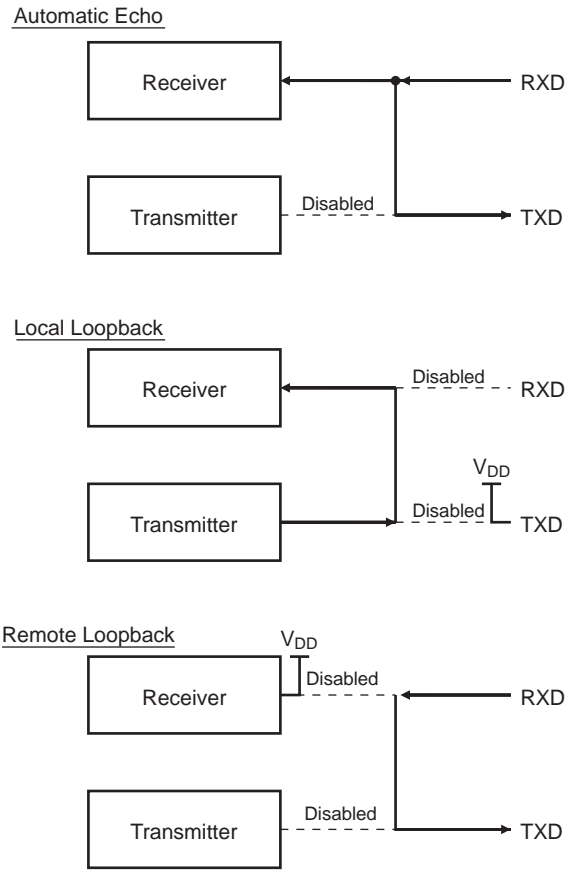 Automatic Echo
Receiver
RXD
Transmitter
Disabled
TXD
Local Loopback
Receiver
Disabled
RXD
VDD
Transmitter
Disabled
TXD
Remote Loopback
VDD
Receiver
Disabled
RXD
Transmitter
Disabled
TXD